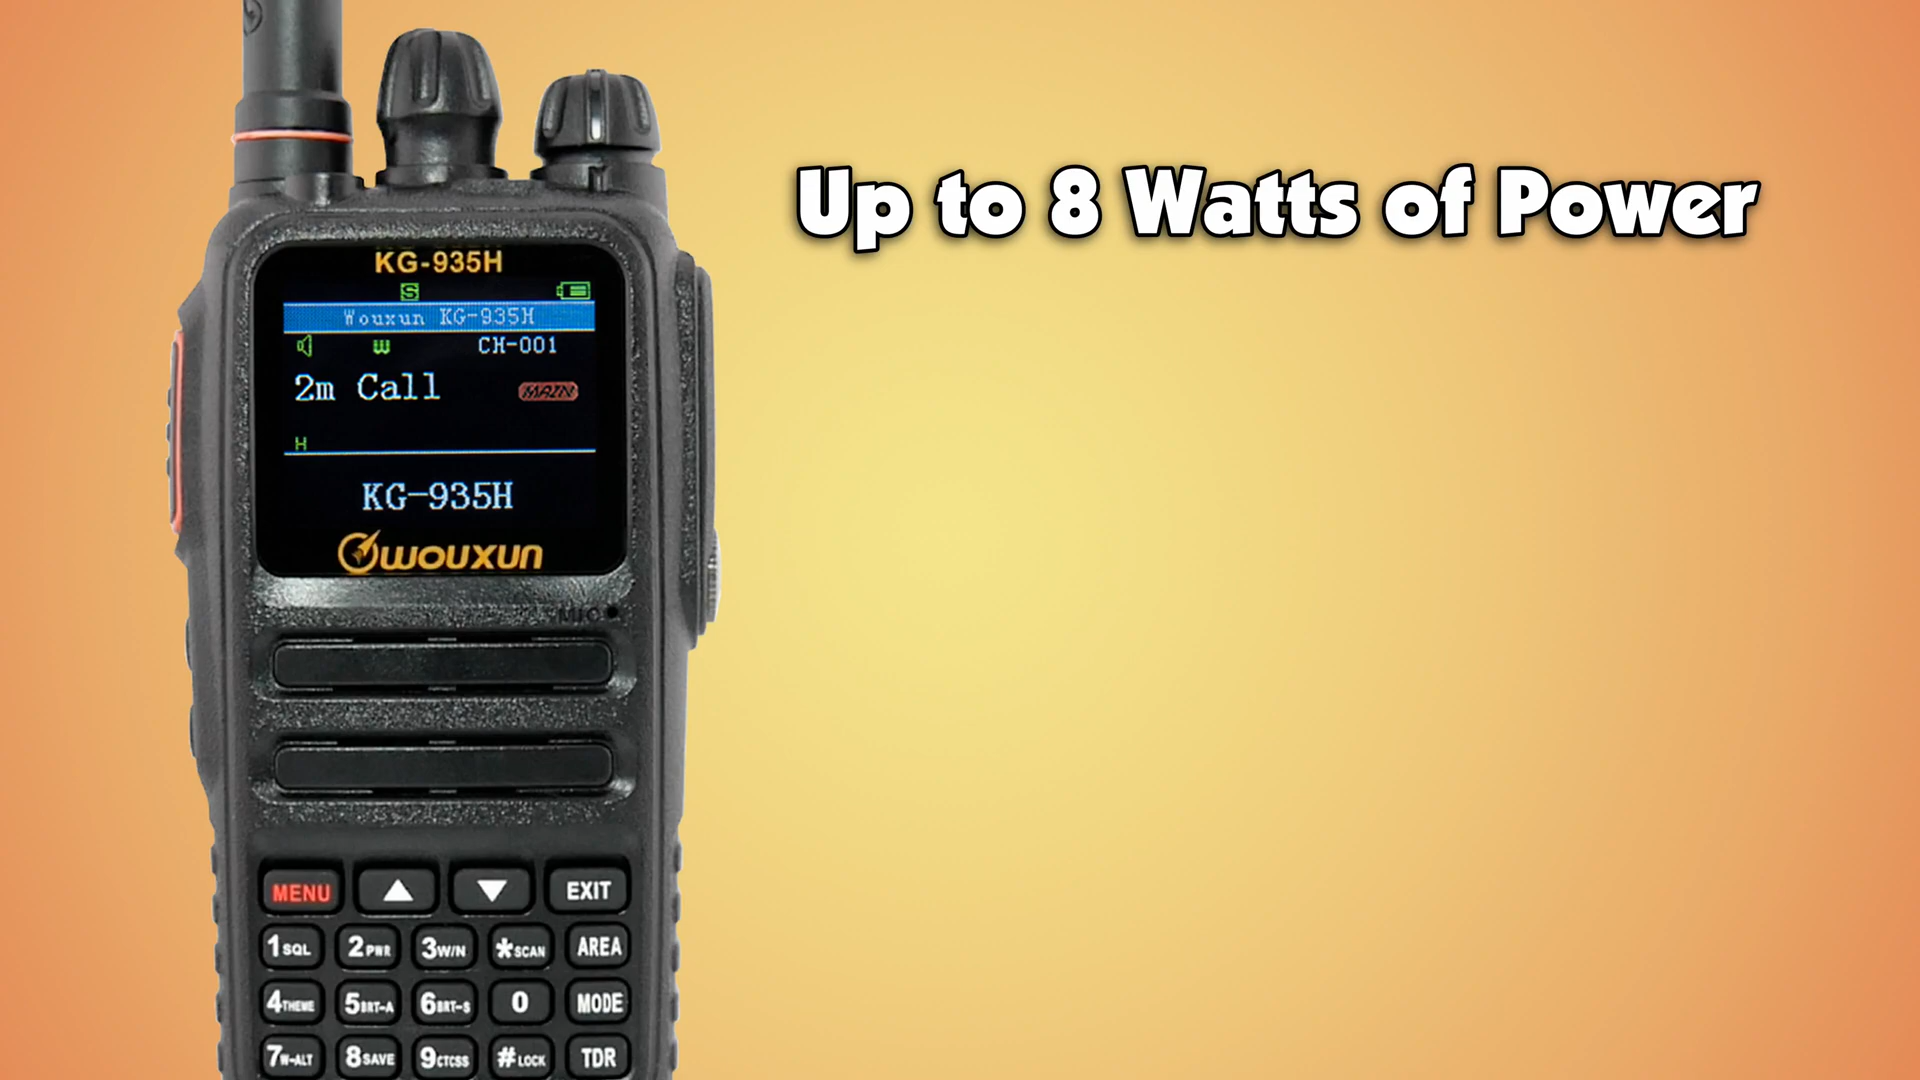 Up to 8 Watts of Power
KG-935H
S
Wouxun KG-935H
W CH-001
2m Call MAIN
H
KG-935H
WOUXUN
MIC
MENU ▲ ▼ EXIT
1SQL 2PWR 3W/N *SCAN AREA
4THEME 5BRT-A 6BRT-S 0 MODE
7W-ALT 8SAVE 9CTCSS #LOCK TDR